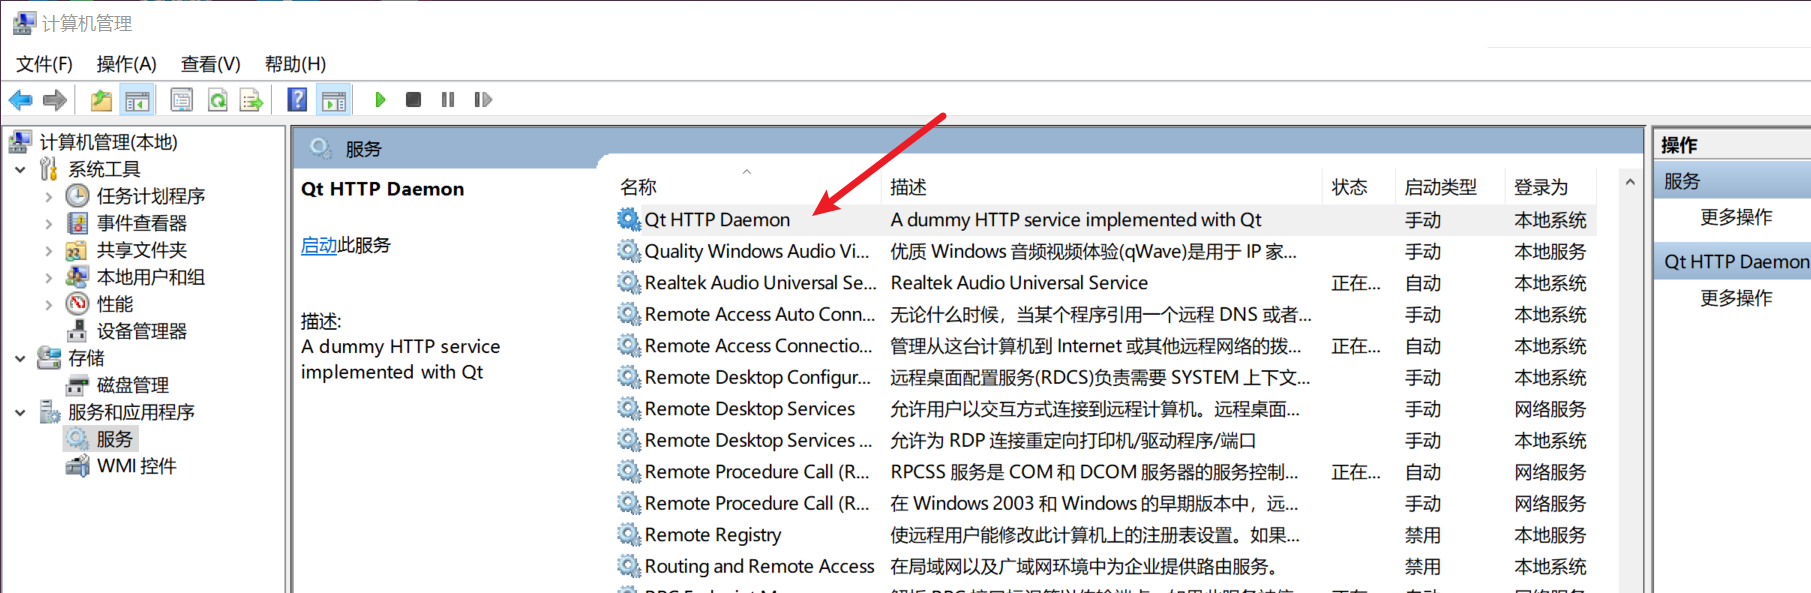 计算机管理
文件(F) 操作(A) 查看(V) 帮助(H)
计算机管理(本地)
系统工具
任务计划程序
事件查看器
共享文件夹
本地用户和组
性能
设备管理器
存储
磁盘管理
服务和应用程序
服务
WMI 控件
服务
Qt HTTP Daemon
启动此服务
描述:
A dummy HTTP service
implemented with Qt
名称 描述 状态 启动类型 登录为
Qt HTTP Daemon A dummy HTTP service implemented with Qt 手动 本地系统
Quality Windows Audio Vi... 优质 Windows 音频视频体验(qWave)是用于 IP 家... 手动 本地服务
Realtek Audio Universal Se... Realtek Audio Universal Service 正在... 自动 本地系统
Remote Access Auto Conn... 无论什么时候，当某个程序引用一个远程 DNS 或者... 手动 本地系统
Remote Access Connectio... 管理从这台计算机到 Internet 或其他远程网络的拨... 正在... 自动 本地系统
Remote Desktop Configur... 远程桌面配置服务(RDCS)负责需要 SYSTEM 上下文... 手动 本地系统
Remote Desktop Services 允许用户以交互方式连接到远程计算机。远程桌面... 手动 网络服务
Remote Desktop Services ... 允许为 RDP 连接重定向打印机/驱动程序/端口 手动 本地系统
Remote Procedure Call (R... RPCSS 服务是 COM 和 DCOM 服务器的服务控制... 正在... 自动 网络服务
Remote Procedure Call (R... 在 Windows 2003 和 Windows 的早期版本中，远... 手动 网络服务
Remote Registry 使远程用户能修改此计算机上的注册表设置。如果... 禁用 本地服务
Routing and Remote Access 在局域网以及广域网环境中为企业提供路由服务。 禁用 本地系统
操作
服务
更多操作
Qt HTTP Daemon
更多操作